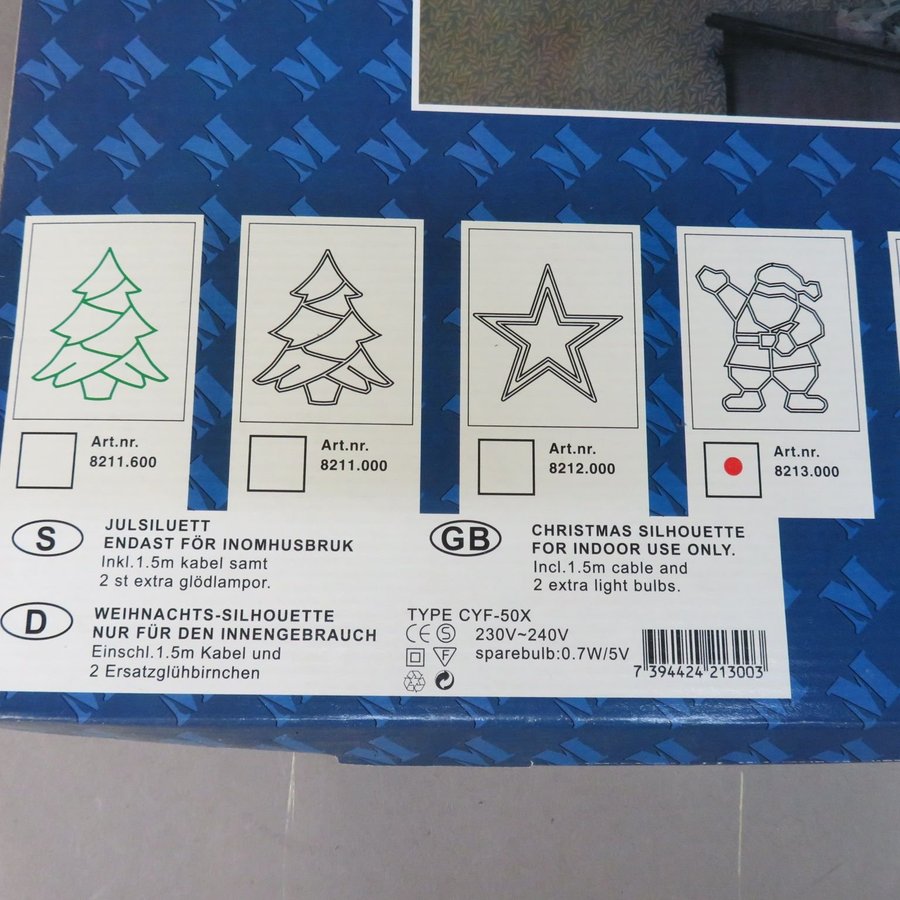 Art.nr.
8211.600
Art.nr.
8211.000
Art.nr.
8212.000
Art.nr.
8213.000
S
JULSILUETT
ENDAST FÖR INOMHUSBRUK
Inkl.1.5m kabel samt
2 st extra glödlampor.
GB
CHRISTMAS SILHOUETTE
FOR INDOOR USE ONLY.
Incl.1.5m cable and
2 extra light bulbs.
D
WEIHNACHTS-SILHOUETTE
NUR FÜR DEN INNENGEBRAUCH
Einschl.1.5m Kabel und
2 Ersatzglühbirnchen
TYPE CYF-50X
CE S 230V~240V
F sparebulb:0.7W/5V
7 394424 213003